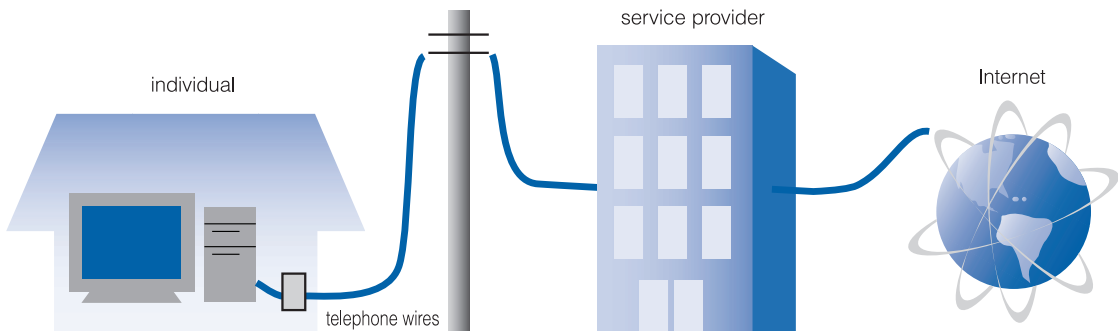 service provider
individual
Internet
telephone wires